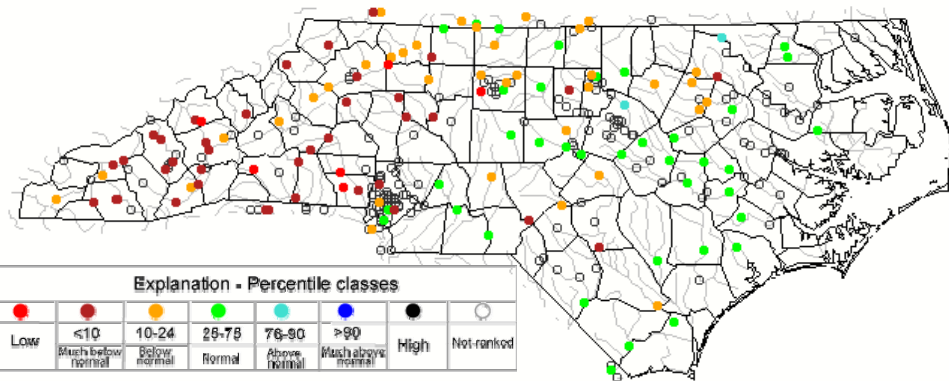 Explanation - Percentile classes
Low <10 10-24 25-75 76-90 >90 High Not-ranked
Much below normal Below normal Normal Above normal Much above normal